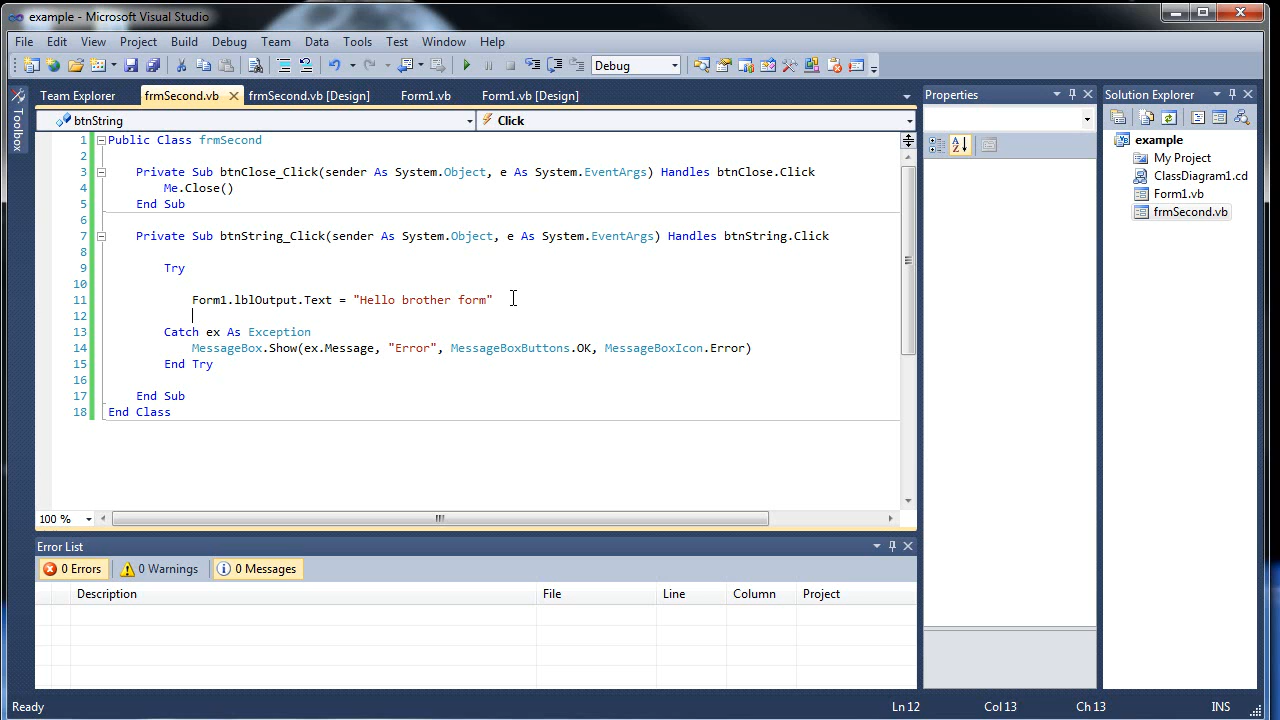 example - Microsoft Visual Studio
File Edit View Project Build Debug Team Data Tools Test Window Help
Debug
Team Explorer frmSecond.vb frmSecond.vb [Design] Form1.vb Form1.vb [Design]
Toolbox
btnString Click
1 Public Class frmSecond
2
3 Private Sub btnClose_Click(sender As System.Object, e As System.EventArgs) Handles btnClose.Click
4 Me.Close()
5 End Sub
6
7 Private Sub btnString_Click(sender As System.Object, e As System.EventArgs) Handles btnString.Click
8
9 Try
10
11 Form1.lblOutput.Text = "Hello brother form"
12
13 Catch ex As Exception
14 MessageBox.Show(ex.Message, "Error", MessageBoxButtons.OK, MessageBoxIcon.Error)
15 End Try
16
17 End Sub
18 End Class
100 %
Properties
Solution Explorer
example
My Project
ClassDiagram1.cd
Form1.vb
frmSecond.vb
Error List
0 Errors 0 Warnings 0 Messages
Description File Line Column Project
Ready Ln 12 Col 13 Ch 13 INS